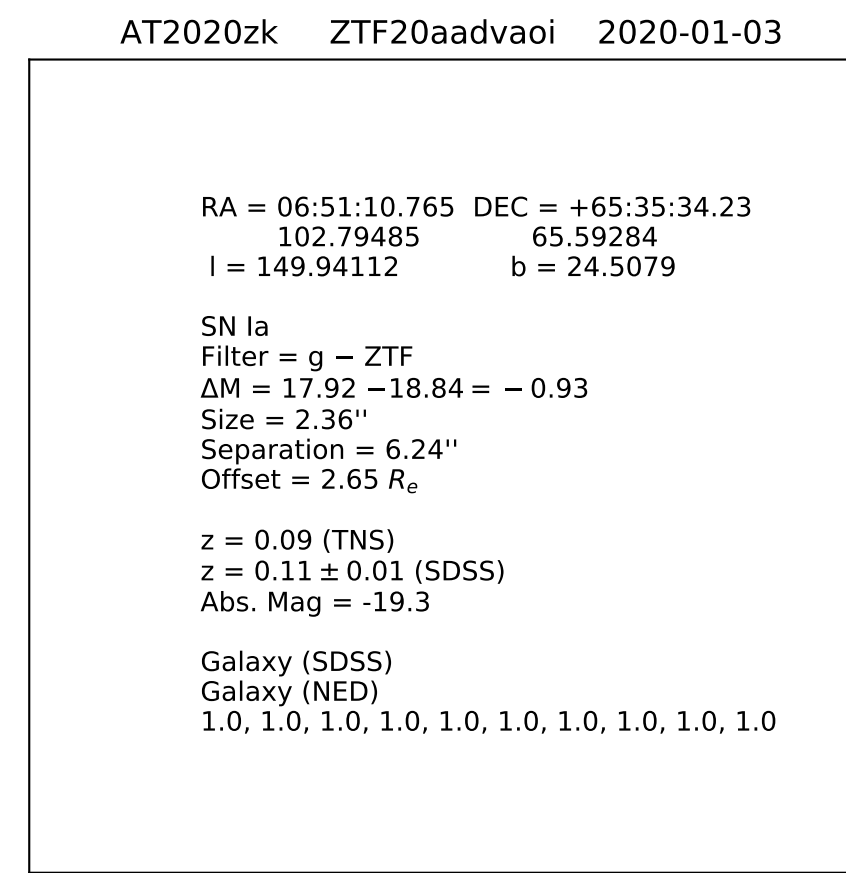 AT2020zk ZTF20aadvaoi 2020-01-03
RA = 06:51:10.765 DEC = +65:35:34.23
102.79485 65.59284
l = 149.94112 b = 24.5079
SN Ia
Filter = g − ZTF
ΔM = 17.92 −18.84 = − 0.93
Size = 2.36''
Separation = 6.24''
Offset = 2.65 Re
z = 0.09 (TNS)
z = 0.11 ± 0.01 (SDSS)
Abs. Mag = -19.3
Galaxy (SDSS)
Galaxy (NED)
1.0, 1.0, 1.0, 1.0, 1.0, 1.0, 1.0, 1.0, 1.0, 1.0